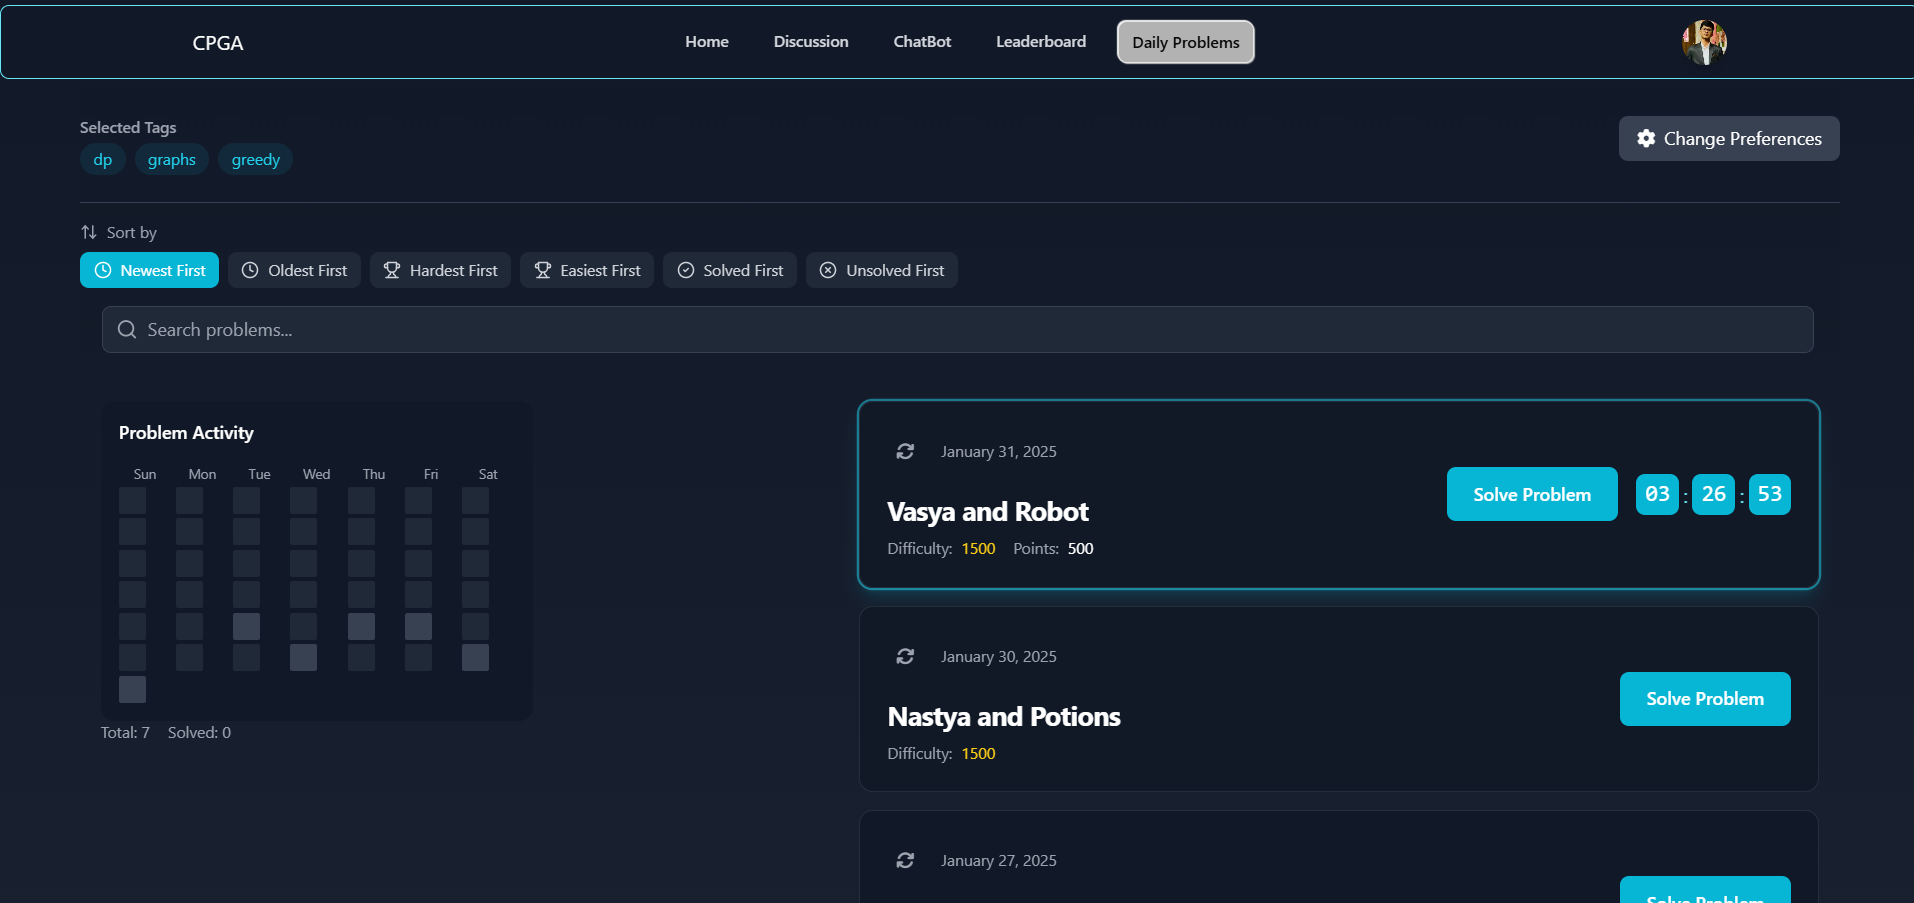 CPGA
Home Discussion ChatBot Leaderboard Daily Problems
Selected Tags
dp graphs greedy
Change Preferences
Sort by
Newest First Oldest First Hardest First Easiest First Solved First Unsolved First
Search problems...
Problem Activity
Sun Mon Tue Wed Thu Fri Sat
Total: 7 Solved: 0
January 31, 2025
Vasya and Robot
Difficulty: 1500 Points: 500
Solve Problem 03 : 26 : 53
January 30, 2025
Nastya and Potions
Difficulty: 1500
Solve Problem
January 27, 2025
Solve Problem